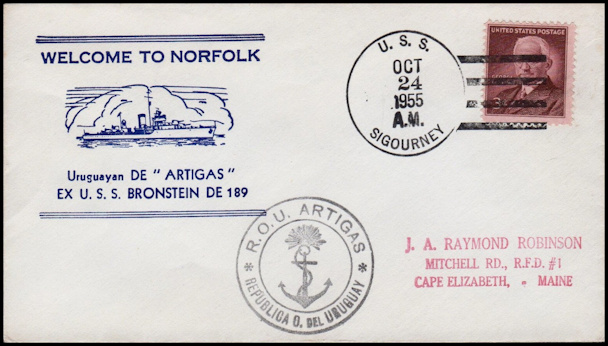 WELCOME TO NORFOLK
Uruguayan DE " ARTIGAS "
EX U. S. S. BRONSTEIN DE 189
U. S. S.
OCT
24
1955
A.M.
SIGOURNEY
UNITED STATES POSTAGE
R.O.U. ARTIGAS
* REPUBLICA O. DEL URUGUAY *
J. A. RAYMOND ROBINSON
MITCHELL RD., R.F.D. #1
CAPE ELIZABETH, - MAINE